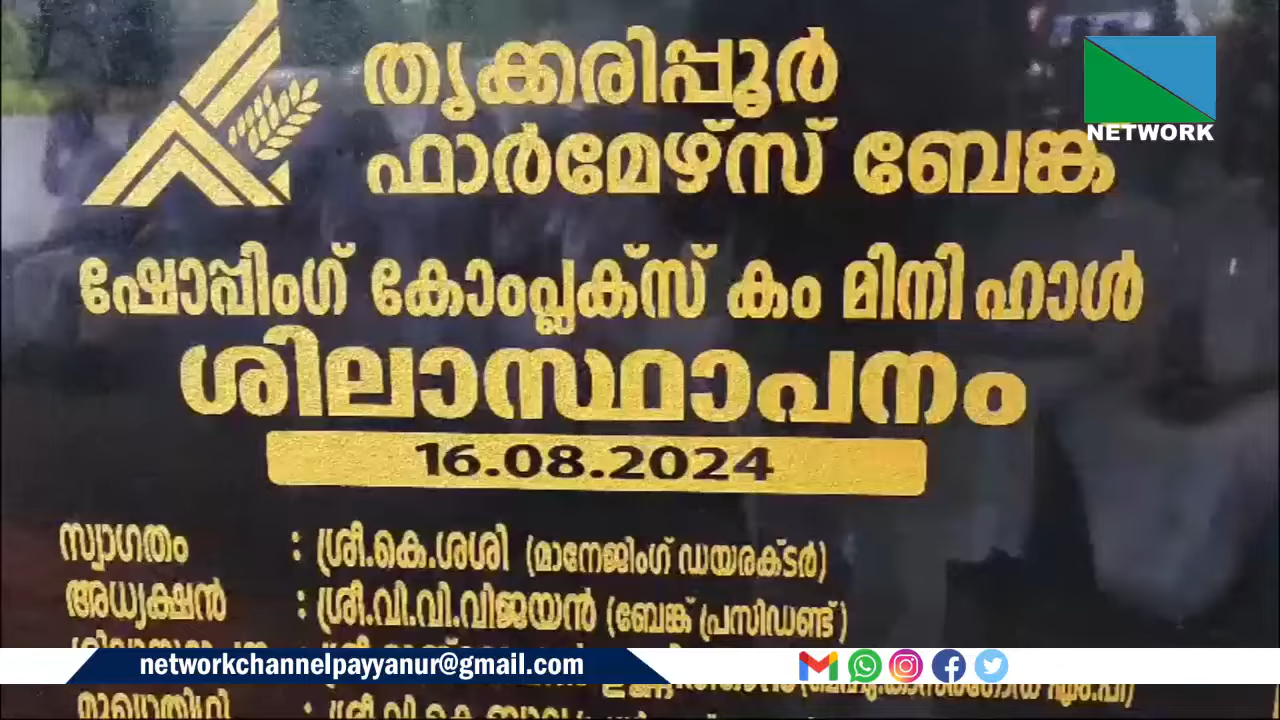 തൃക്കരിപ്പൂർ
ഫാർമേഴ്സ് ബേങ്ക്
NETWORK
ഷോപ്പിംഗ് കോംപ്ലക്സ് കം മിനി ഹാൾ
ശിലാസ്ഥാപനം
16.08.2024
സ്വാഗതം : ശ്രീ.കെ.ശശി (മാനേജിംഗ് ഡയരക്ടർ)
അധ്യക്ഷൻ : ശ്രീ.വി.വി.വിജയൻ (ബേങ്ക് പ്രസിഡണ്ട്)
networkchannelpayyanur@gmail.com